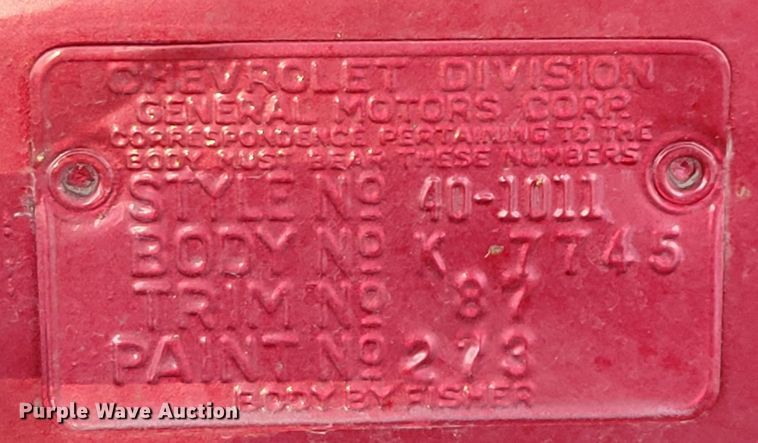 CHEVROLET DIVISION
GENERAL MOTORS CORP.
CORRESPONDENCE PERTAINING TO THE
BODY MUST BEAR THESE NUMBERS
STYLE NO 40-1011
BODY NO K 7745
TRIM NO 87
PAINT NO 273
BODY BY FISHER
Purple Wave Auction